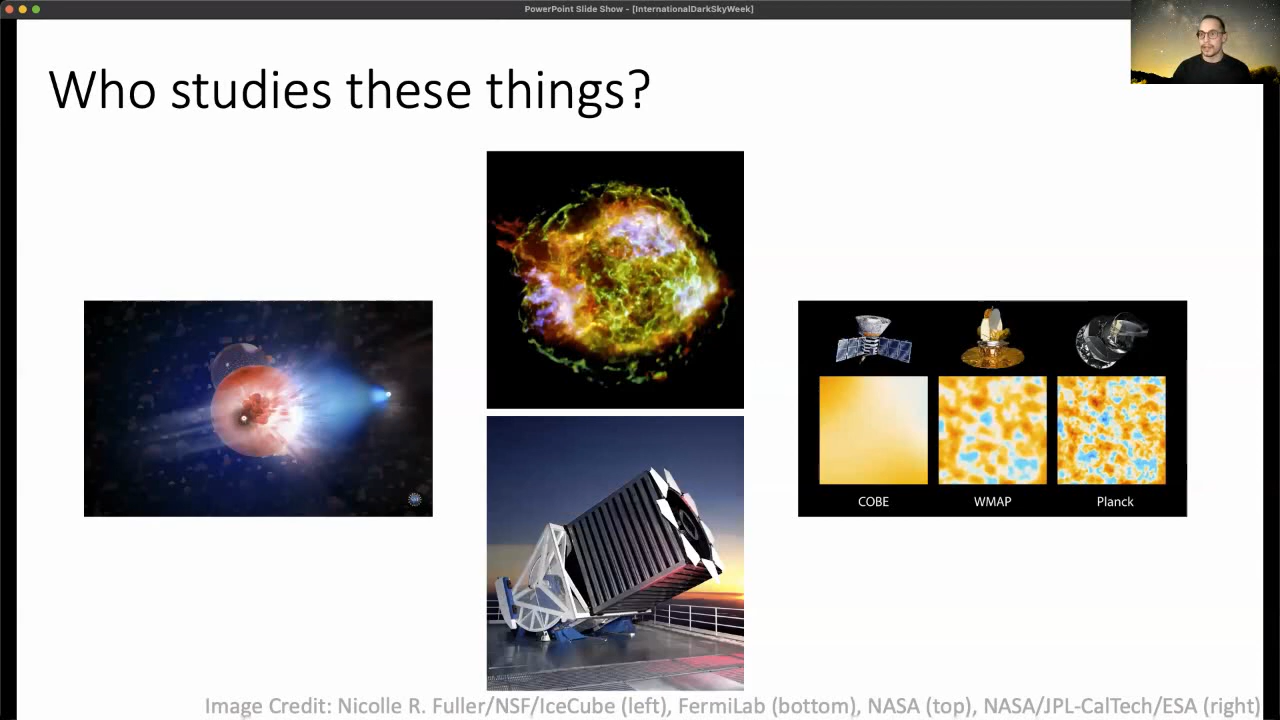 PowerPoint Slide Show - [InternationalDarkSkyWeek]
Who studies these things?
COBE WMAP Planck
Image Credit: Nicolle R. Fuller/NSF/IceCube (left), FermiLab (bottom), NASA (top), NASA/JPL-CalTech/ESA (right)